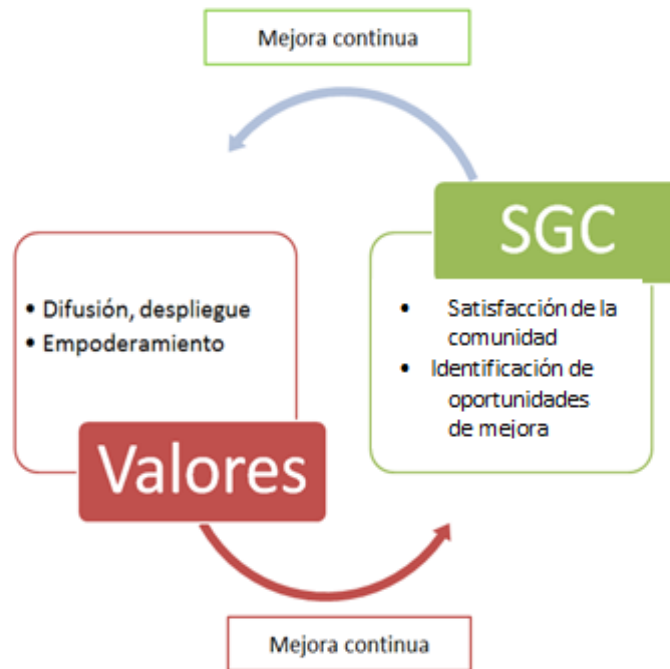 Mejora continua
SGC
• Difusión, despliegue
• Empoderamiento
Valores
• Satisfacción de la
comunidad
• Identificación de
oportunidades
de mejora
Mejora continua